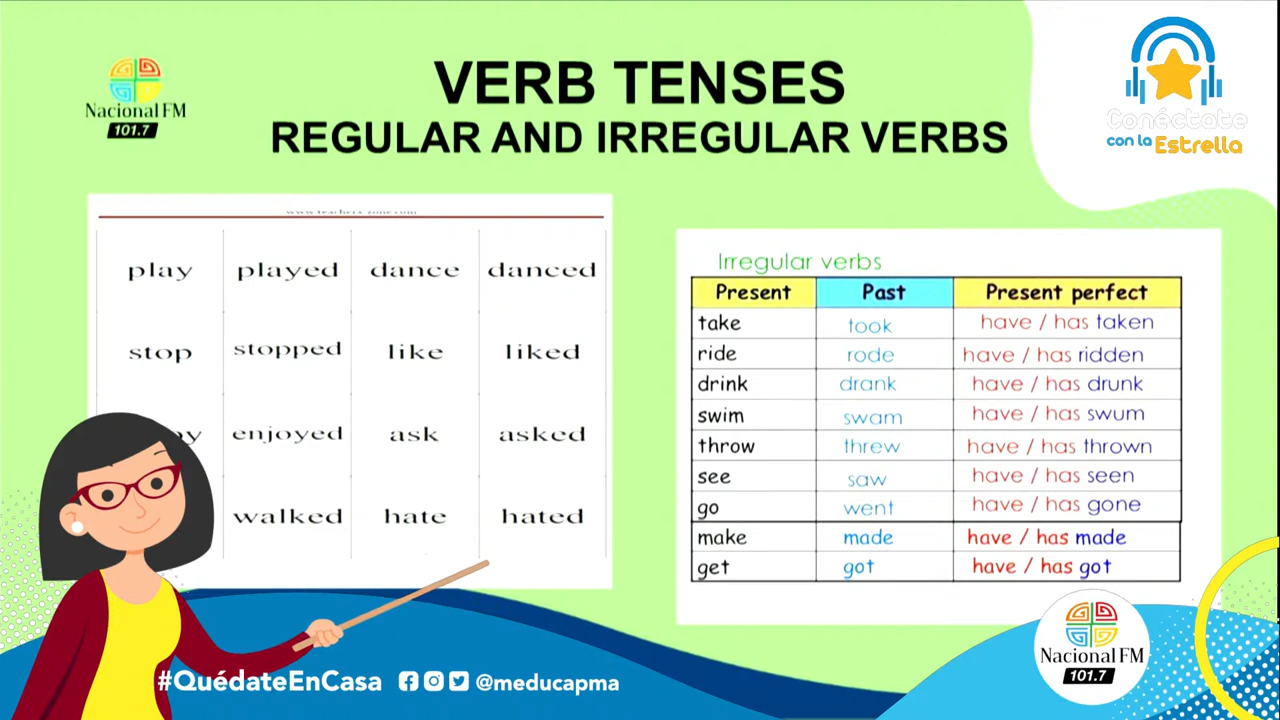 VERB TENSES
REGULAR AND IRREGULAR VERBS
Nacional FM
101.7
Conéctate
con la Estrella
www.teachers-zone.com
play played dance danced
stop stopped like liked
enjoyed ask asked
walked hate hated
Irregular verbs
Present Past Present perfect
take took have / has taken
ride rode have / has ridden
drink drank have / has drunk
swim swam have / has swum
throw threw have / has thrown
see saw have / has seen
go went have / has gone
make made have / has made
get got have / has got
#QuédateEnCasa @meducapma
Nacional FM
101.7